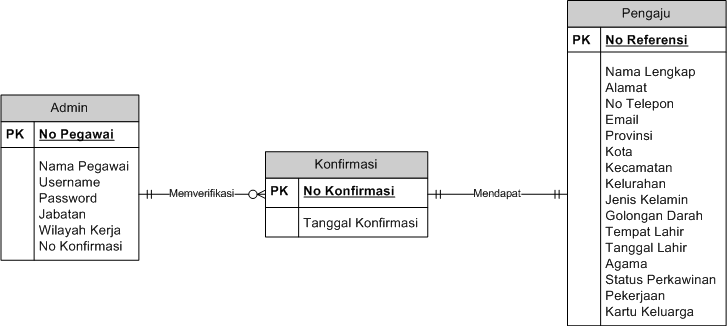 Admin
PK No Pegawai
Nama Pegawai
Username
Password
Jabatan
Wilayah Kerja
No Konfirmasi
Memverifikasi
Konfirmasi
PK No Konfirmasi
Tanggal Konfirmasi
Mendapat
Pengaju
PK No Referensi
Nama Lengkap
Alamat
No Telepon
Email
Provinsi
Kota
Kecamatan
Kelurahan
Jenis Kelamin
Golongan Darah
Tempat Lahir
Tanggal Lahir
Agama
Status Perkawinan
Pekerjaan
Kartu Keluarga